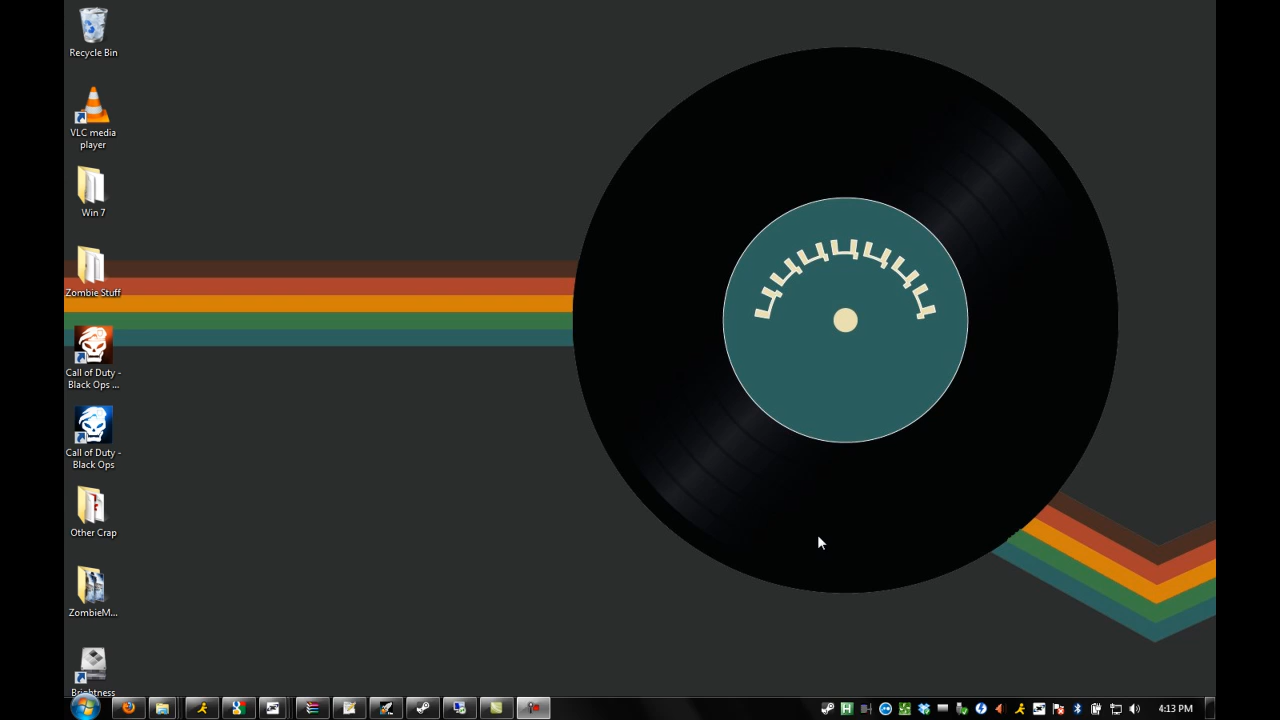 Recycle Bin
VLC media
player
Win 7
Zombie Stuff
Call of Duty -
Black Ops ...
Call of Duty -
Black Ops
Other Crap
ZombieM...
Brightness
4:13 PM